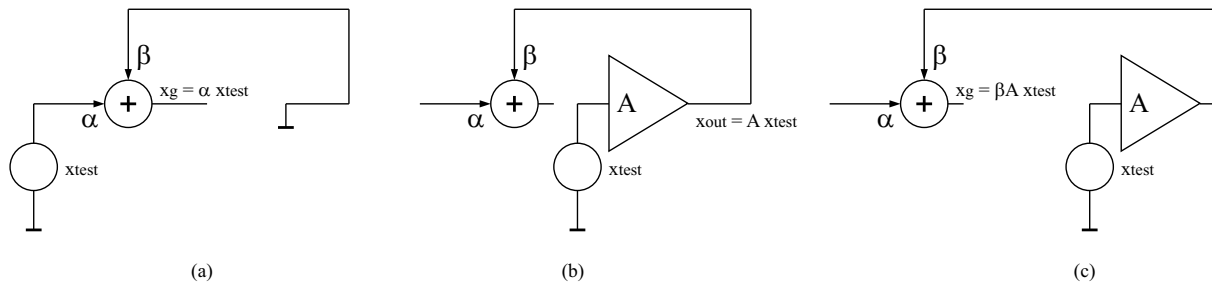 β
+
xg = α xtest
α
xtest
(a)
β
+
α
A
xout = A xtest
xtest
(b)
β
+
xg = βA xtest
α
A
xtest
(c)